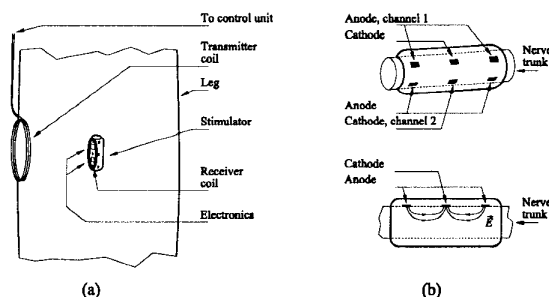 To control unit
Transmitter
coil
Leg
Stimulator
Receiver
coil
Electronics
(a)
Anode, channel 1
Cathode
Nerve
trunk
Anode
Cathode, channel 2
Cathode
Anode
E
Nerve
trunk
(b)